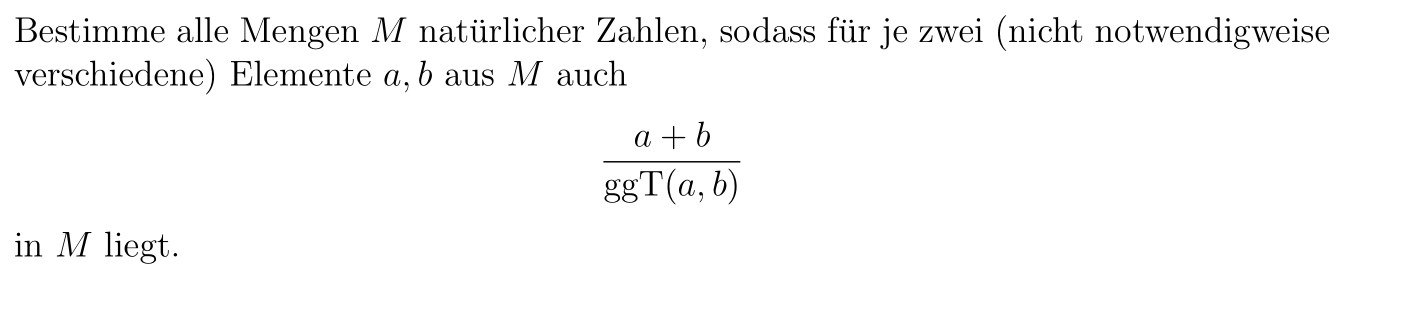 Bestimme alle Mengen M natürlicher Zahlen, sodass für je zwei (nicht notwendigweise
verschiedene) Elemente a, b aus M auch
a + b
ggT(a, b)
in M liegt.